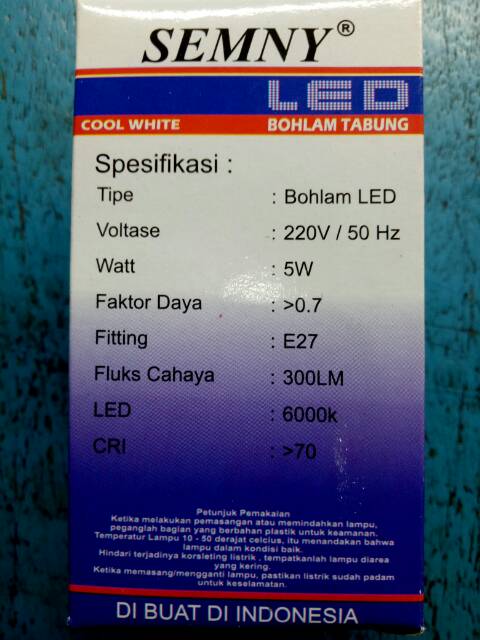 SEMNY®
LED
COOL WHITE BOHLAM TABUNG
Spesifikasi :
Tipe : Bohlam LED
Voltase : 220V / 50 Hz
Watt : 5W
Faktor Daya : >0.7
Fitting : E27
Fluks Cahaya : 300LM
LED : 6000k
CRI : >70
Petunjuk Pemakaian
Ketika melakukan pemasangan atau memindahkan lampu,
peganglah bagian yang berbahan plastik untuk keamanan.
Temperatur Lampu 10 - 50 derajat celcius, itu menandakan bahwa
lampu dalam kondisi baik.
Hindari terjadinya korsleting listrik , tempatkanlah lampu diarea
yang kering.
Ketika memasang/mengganti lampu, pastikan listrik sudah padam
untuk keselamatan.
DI BUAT DI INDONESIA